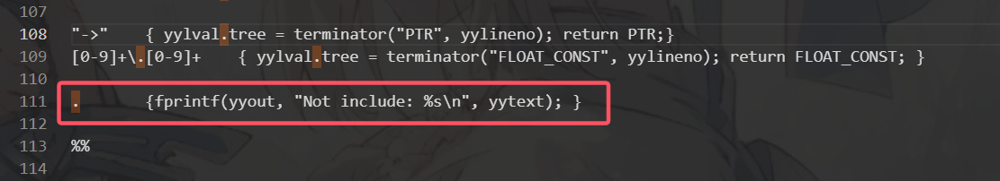 107
108 "->"    { yylval.tree = terminator("PTR", yylineno); return PTR;}
109 [0-9]+\.[0-9]+    { yylval.tree = terminator("FLOAT_CONST", yylineno); return FLOAT_CONST; }
110
111 .       {fprintf(yyout, "Not include: %s\n", yytext); }
112
113 %%
114